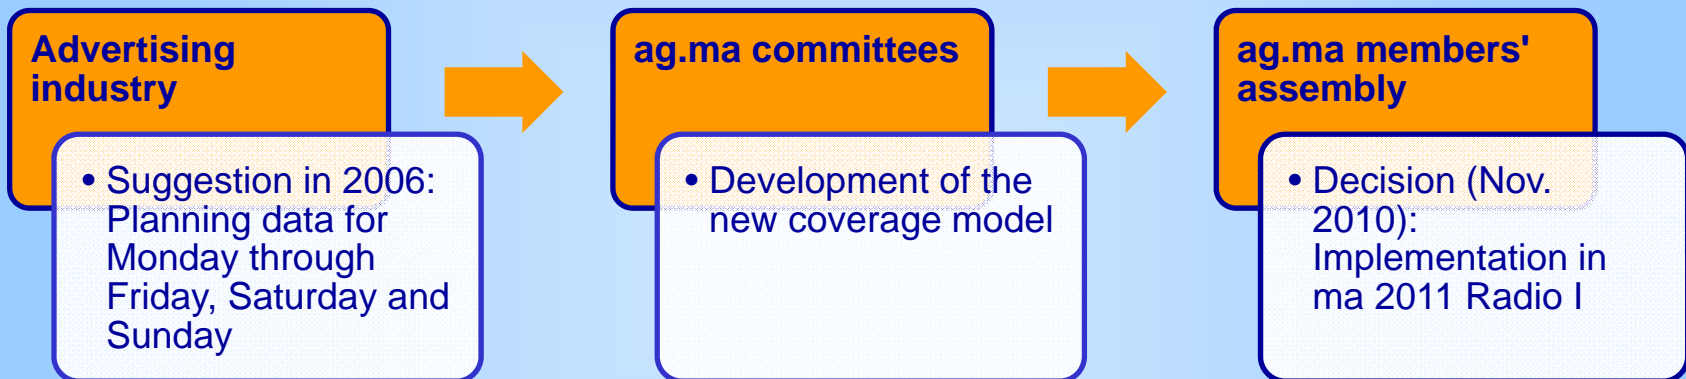 Advertising
industry
• Suggestion in 2006:
Planning data for
Monday through
Friday, Saturday and
Sunday
ag.ma committees
• Development of the
new coverage model
ag.ma members'
assembly
• Decision (Nov.
2010):
Implementation in
ma 2011 Radio I